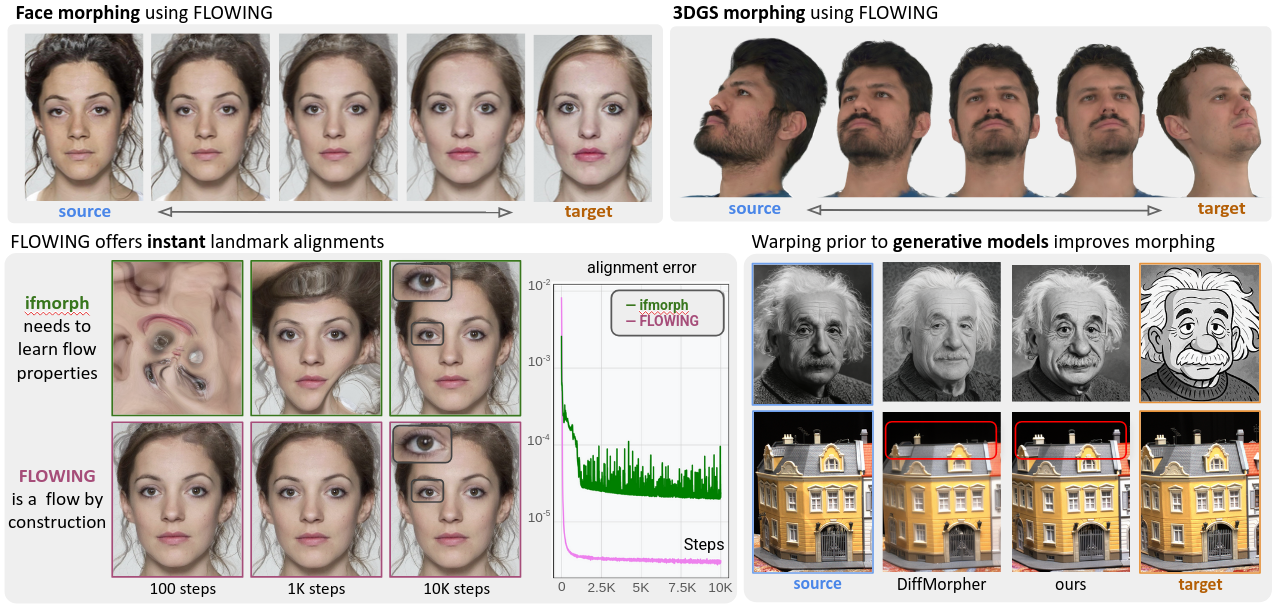 Face morphing using FLOWING
source
target
3DGS morphing using FLOWING
source
target
FLOWING offers instant landmark alignments
ifmorph
needs to
learn flow
properties
FLOWING
is a flow by
construction
100 steps
1K steps
10K steps
alignment error
— ifmorph
— FLOWING
10-2
10-3
10-4
10-5
Steps
0 2.5K 5K 7.5K 10K
Warping prior to generative models improves morphing
source
DiffMorpher
ours
target